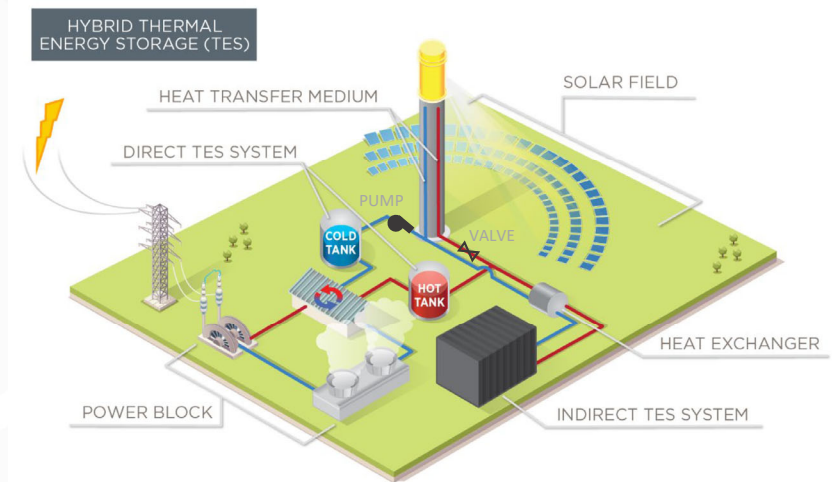 HYBRID THERMAL
ENERGY STORAGE (TES)
SOLAR FIELD
HEAT TRANSFER MEDIUM
DIRECT TES SYSTEM
PUMP
VALVE
COLD
TANK
HOT
TANK
HEAT EXCHANGER
POWER BLOCK
INDIRECT TES SYSTEM